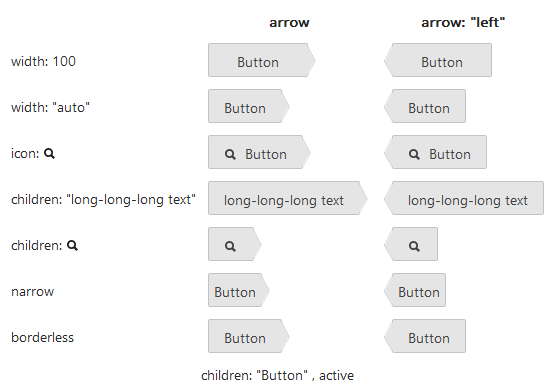 arrow arrow: "left"
width: 100 Button Button
width: "auto" Button Button
icon: Button Button
children: "long-long-long text" long-long-long text long-long-long text
children:
narrow Button Button
borderless Button Button
children: "Button" , active